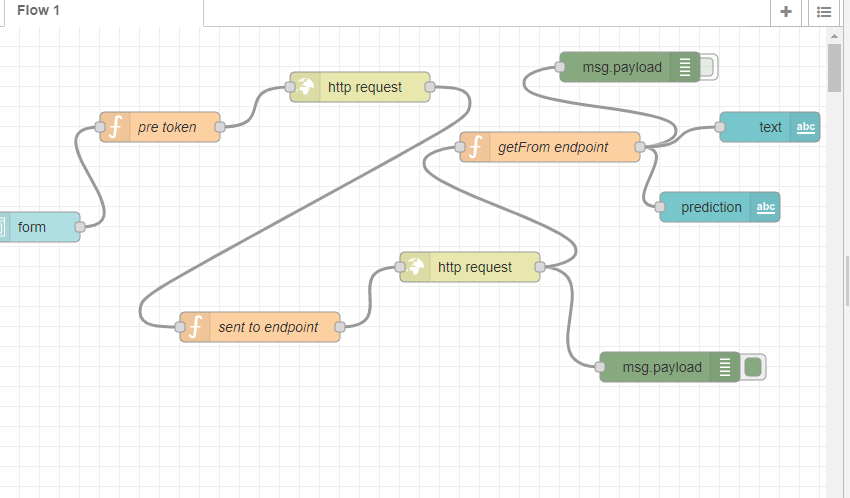 Flow 1
msg.payload
http request
pre token
text
abc
getFrom endpoint
prediction
abc
form
http request
sent to endpoint
msg.payload